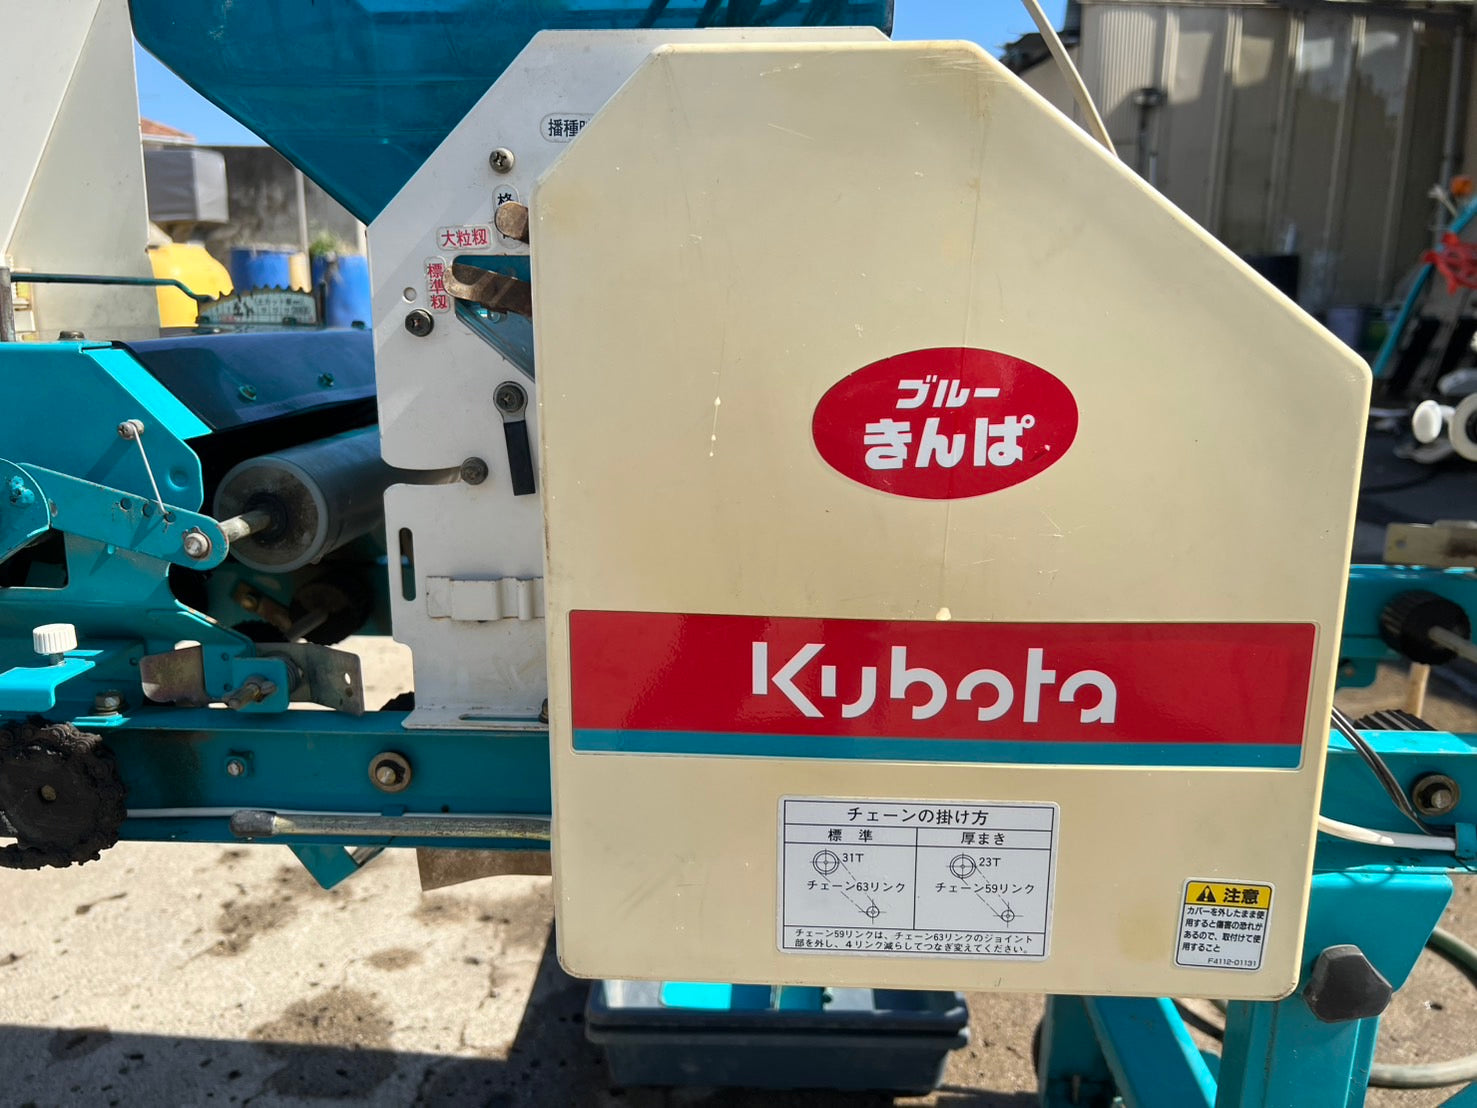 播種
大粒籾
標準籾
ブルー
きんぱ
Kubota
チェーンの掛け方
標 準
厚まき
31T
23T
チェーン63リンク
チェーン59リンク
チェーン59リンクは、チェーン63リンクのジョイント
部を外し、4リンク減らしてつなぎ変えてください。
注意
カバーを外したまま使
用すると傷害の恐れが
あるので、取付けて使
用すること
F4112-01131